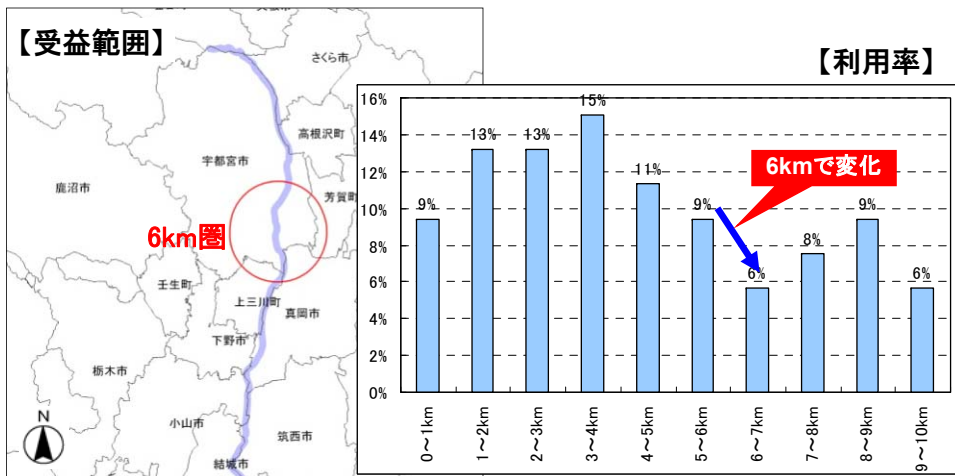 【受益範囲】
さくら市
高根沢町
宇都宮市
鹿沼市
芳賀町
6km圏
壬生町
上三川町
真岡市
下野市
栃木市
小山市
筑西市
結城市
N
【利用率】
16%
14%
12%
10%
8%
6%
4%
2%
0%
9%
13%
13%
15%
11%
9%
6%
8%
9%
6%
6kmで変化
0～1km
1～2km
2～3km
3～4km
4～5km
5～6km
6～7km
7～8km
8～9km
9～10km